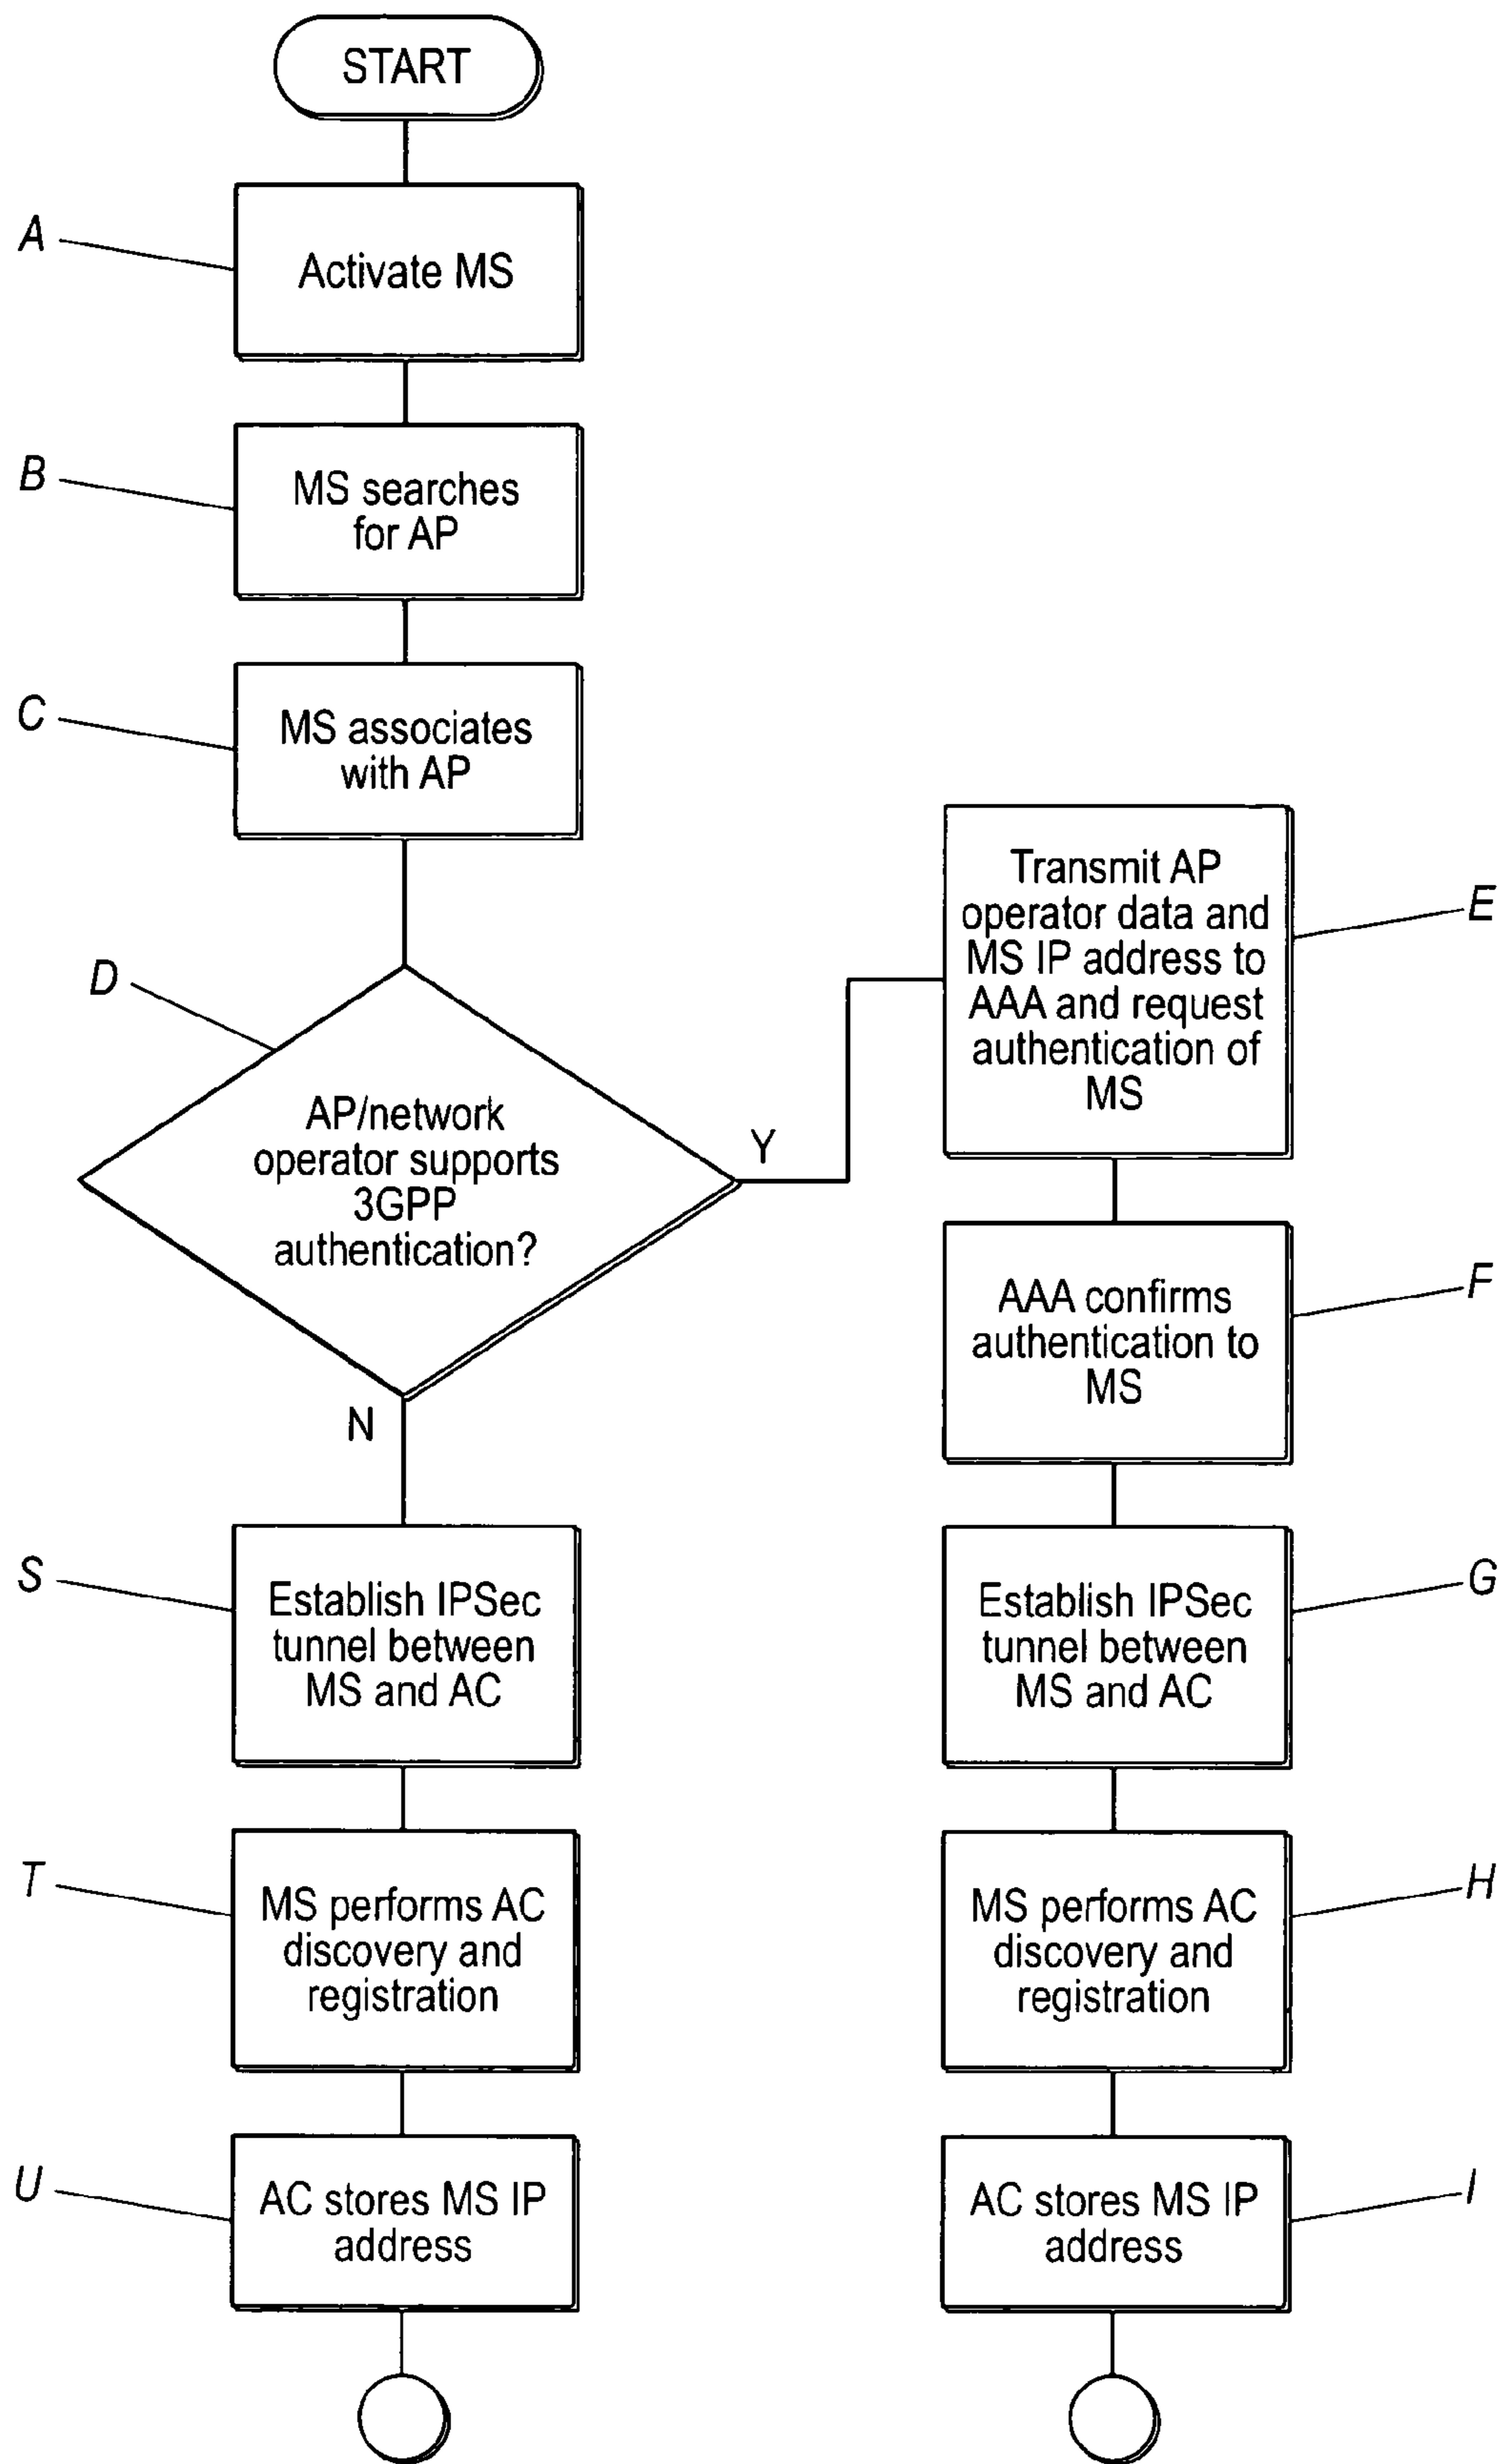 START
A
Activate MS
B
MS searches
for AP
C
MS associates
with AP
D
AP/network
operator supports
3GPP
authentication?
Y
N
E
Transmit AP
operator data and
MS IP address to
AAA and request
authentication of
MS
F
AAA confirms
authentication to
MS
S
Establish IPSec
tunnel between
MS and AC
G
Establish IPSec
tunnel between
MS and AC
T
MS performs AC
discovery and
registration
H
MS performs AC
discovery and
registration
U
AC stores MS IP
address
I
AC stores MS IP
address